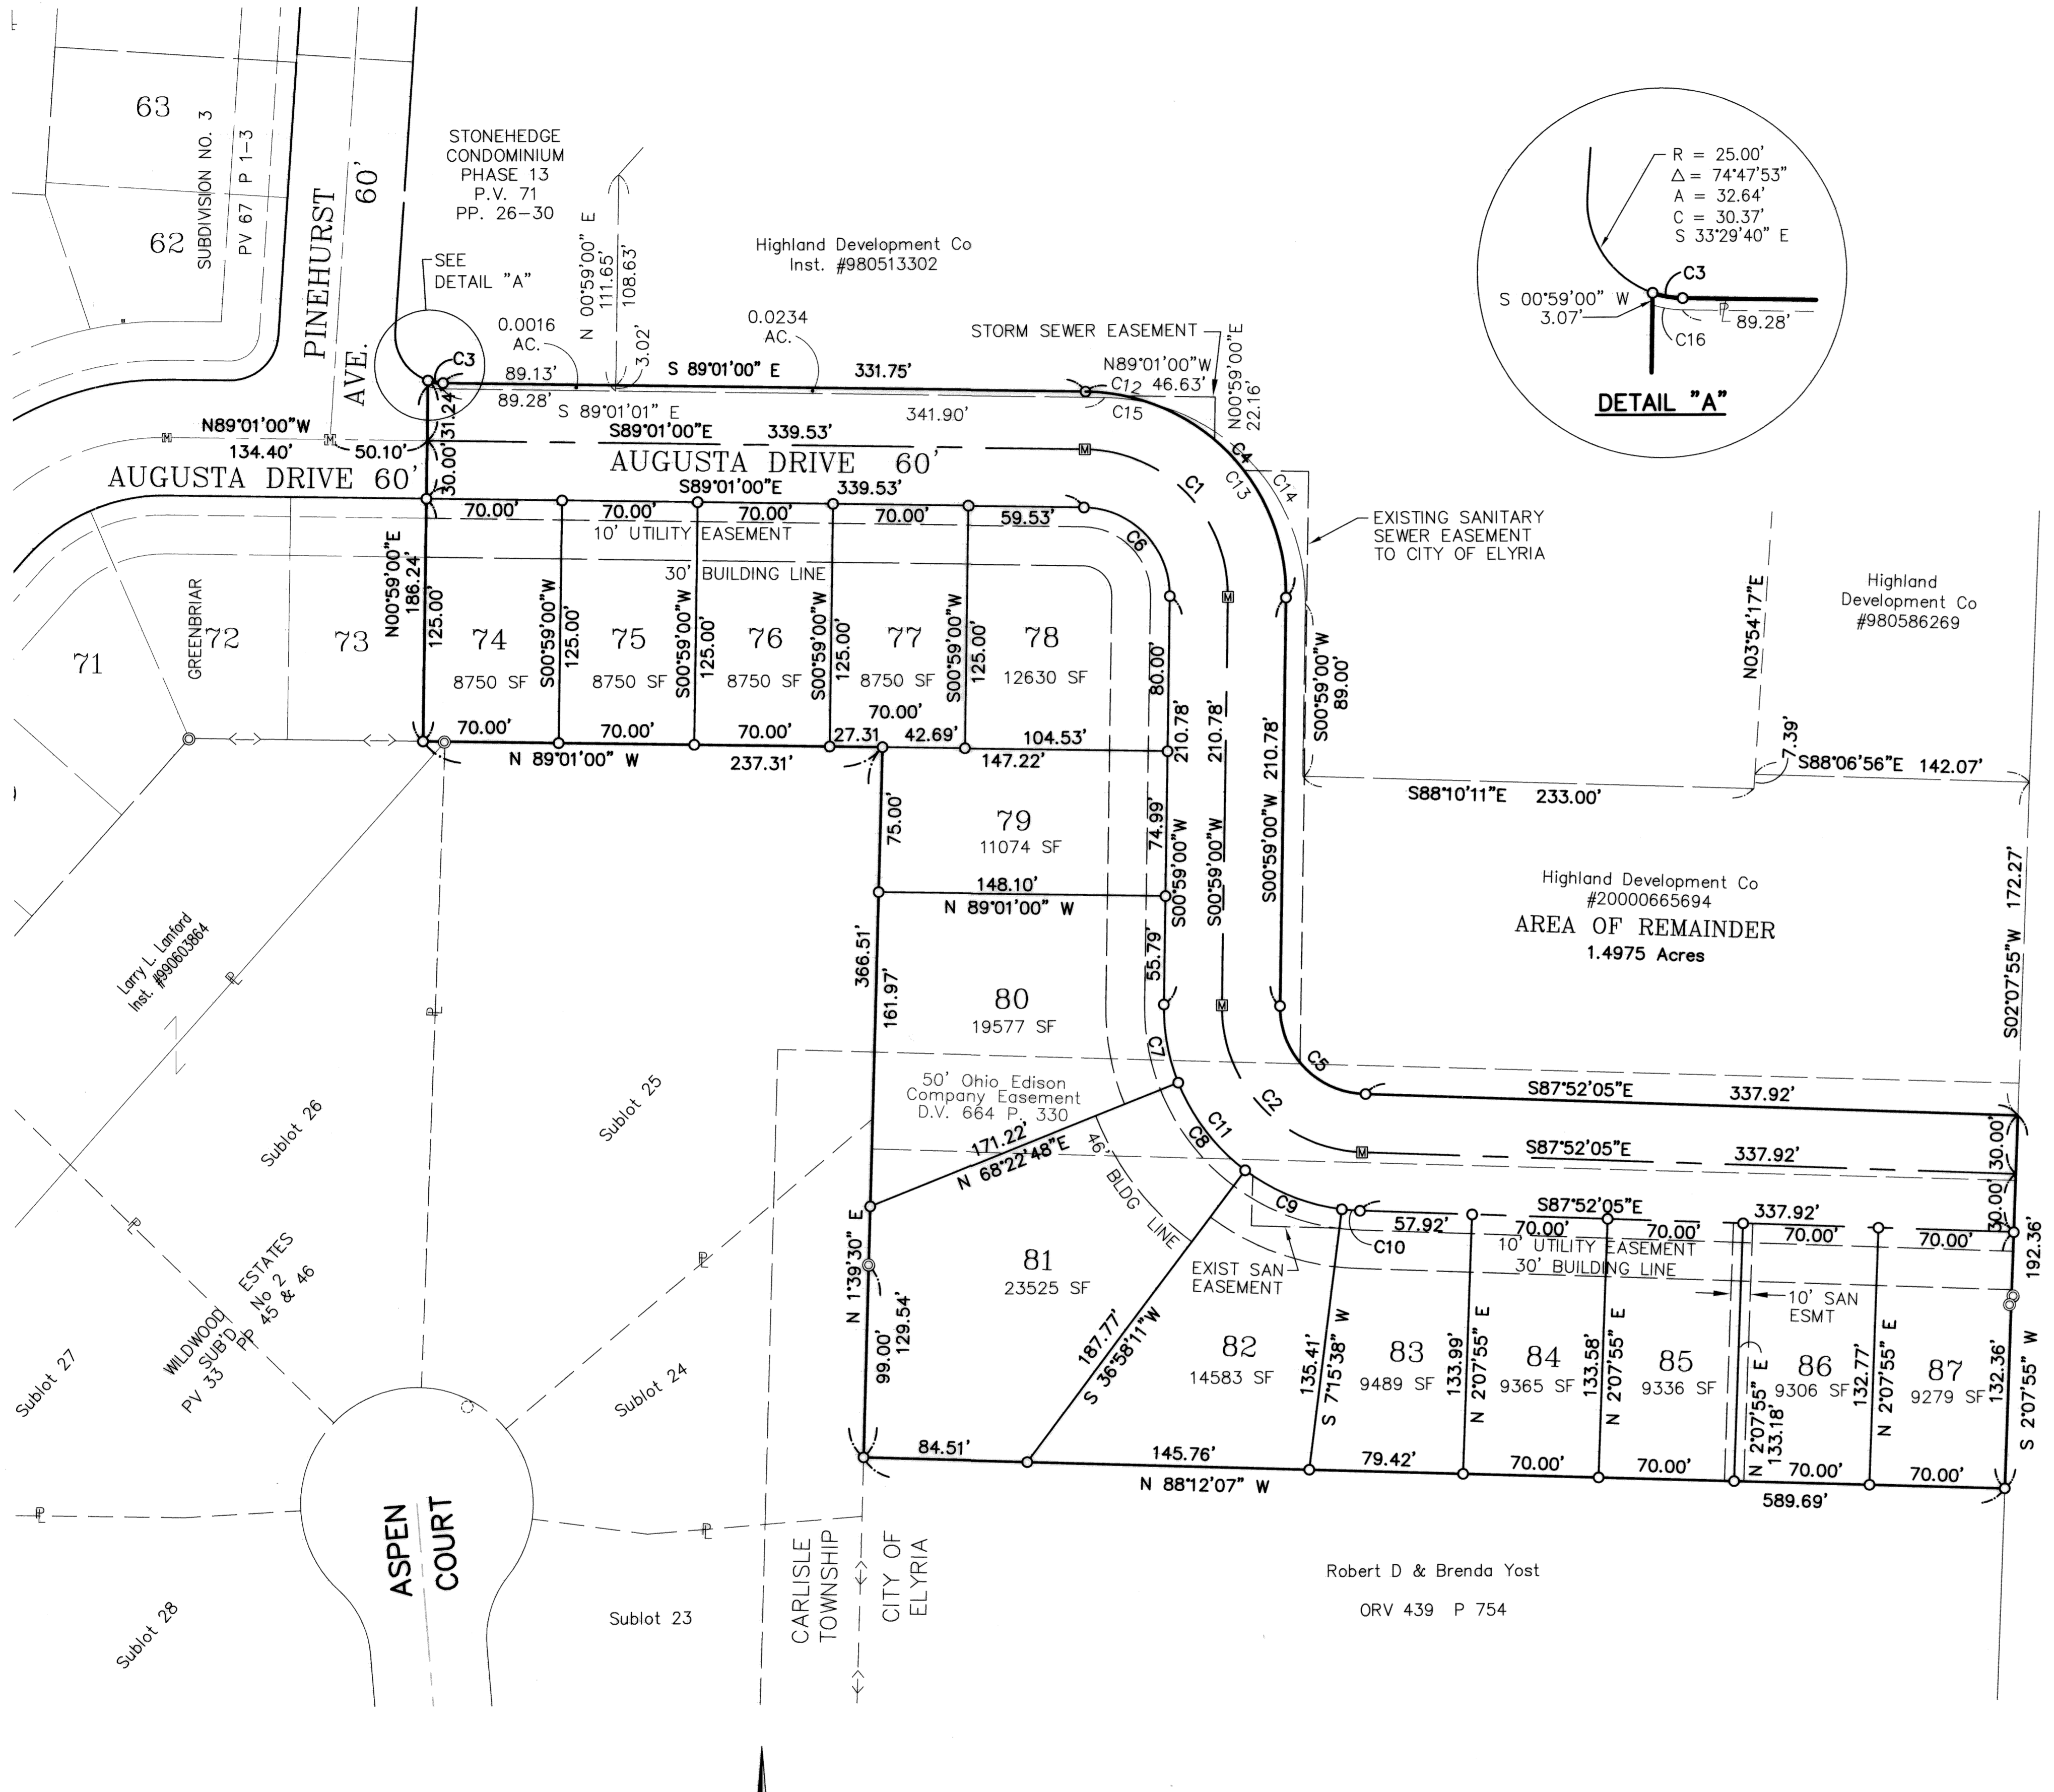 63
62
SUBDIVISION NO. 3
PV 67 P 1-3
PINEHURST
AVE.
60'
STONEHEDGE
CONDOMINIUM
PHASE 13
P.V. 71
PP. 26-30
SEE
DETAIL "A"
N 00°59'00" E
111.65'
108.63'
3.02'
Highland Development Co
Inst. #980513302
0.0016
AC.
0.0234
AC.
STORM SEWER EASEMENT
N89°01'00"W
C12 46.63'
N00°59'00"E
22.16'
C3
89.13'
S 89°01'00" E 331.75'
89.28'
S 89°01'01" E
341.90'
C15
R = 25.00'
Δ = 74°47'53"
A = 32.64'
C = 30.37'
S 33°29'40" E
C3
S 00°59'00" W
3.07'
℄ 89.28'
C16
DETAIL "A"
N89°01'00"W
134.40'
50.10'
31.24'
30.00'
S89°01'00"E 339.53'
AUGUSTA DRIVE 60'
AUGUSTA DRIVE 60'
S89°01'00"E 339.53'
C4
C13
C14
C1
C6
70.00'
70.00'
70.00'
70.00'
59.53'
10' UTILITY EASEMENT
30' BUILDING LINE
EXISTING SANITARY
SEWER EASEMENT
TO CITY OF ELYRIA
Highland
Development Co
#980586269
N03°54'17"E
7.39'
GREENBRIAR
71
72
73
N00°59'00"E
186.24'
125.00'
74
8750 SF
S00°59'00"W
125.00'
75
8750 SF
S00°59'00"W
125.00'
76
8750 SF
S00°59'00"W
125.00'
77
8750 SF
S00°59'00"W
125.00'
78
12630 SF
80.00'
210.78'
210.78'
210.78'
S00°59'00"W
89.00'
70.00'
70.00'
70.00'
70.00'
27.31
42.69'
104.53'
N 89°01'00" W
237.31'
147.22'
S88°06'56"E 142.07'
S88°10'11"E 233.00'
75.00'
79
11074 SF
74.99'
S00°59'00"W
S00°59'00"W
S00°59'00"W
148.10'
N 89°01'00" W
Highland Development Co
#20000665694
AREA OF REMAINDER
1.4975 Acres
S02°07'55"W 172.27'
366.51'
161.97'
80
19577 SF
55.79'
C7
C5
C2
Larry L. Lanford
Inst. #990603864
Sublot 26
Sublot 25
50' Ohio Edison
Company Easement
D.V. 664 P. 330
171.22'
N 68°22'48"E
46' BLDG LINE
C11
C8
C9
C10
S87°52'05"E 337.92'
S87°52'05"E 337.92'
S87°52'05"E 337.92'
30.00'
30.00'
192.36'
57.92'
70.00'
70.00'
70.00'
70.00'
10' UTILITY EASEMENT
30' BUILDING LINE
EXIST SAN
EASEMENT
10' SAN
ESMT
WILDWOOD ESTATES
SUB'D No 2
PV 33 PP 45 & 46
N 1°39'30" E
99.00'
129.54'
81
23525 SF
187.77'
S 36°58'11"W
82
14583 SF
135.41'
S 7°15'38" W
83
9489 SF
133.99'
N 2°07'55" E
84
9365 SF
133.58'
N 2°07'55" E
85
9336 SF
N 2°07'55" E
133.18'
86
9306 SF
132.77'
N 2°07'55" E
87
9279 SF
132.36'
S 2°07'55" W
Sublot 27
Sublot 24
84.51'
145.76'
79.42'
70.00'
70.00'
70.00'
70.00'
N 88°12'07" W
589.69'
ASPEN
COURT
CARLISLE
TOWNSHIP
CITY OF
ELYRIA
Robert D & Brenda Yost
ORV 439 P 754
Sublot 28
Sublot 23